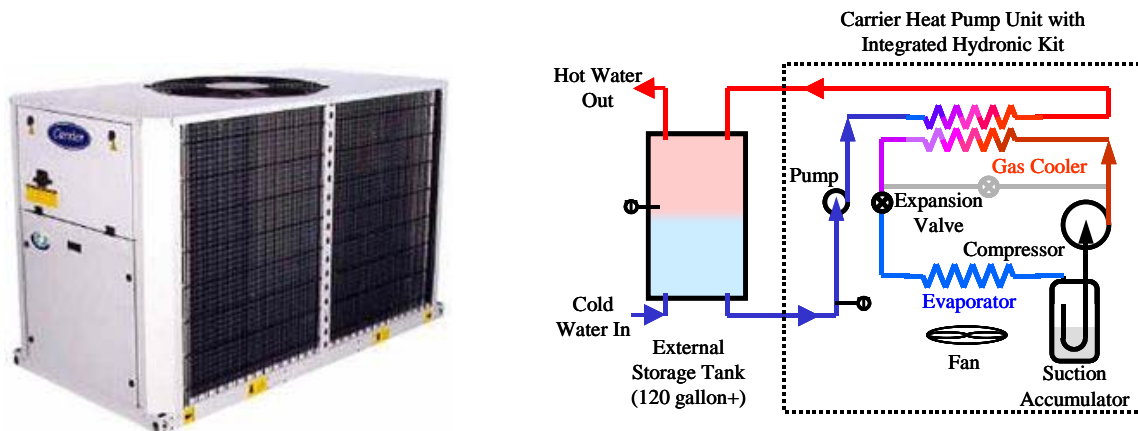 Carrier
Carrier Heat Pump Unit with
Integrated Hydronic Kit
Hot Water
Out
Gas Cooler
Pump
Expansion
Valve
Compressor
Evaporator
Cold
Water In
External
Storage Tank
(120 gallon+)
Fan
Suction
Accumulator